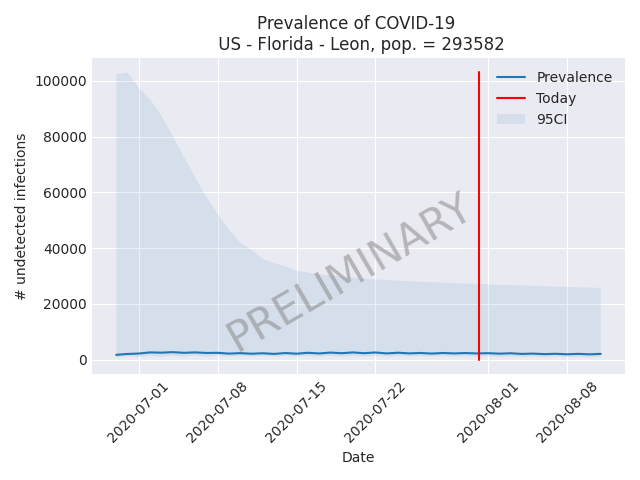 Prevalence of COVID-19
US - Florida - Leon, pop. = 293582
100000
80000
60000
40000
20000
0
# undetected infections
Prevalence
Today
95CI
PRELIMINARY
2020-07-01
2020-07-08
2020-07-15
2020-07-22
2020-08-01
2020-08-08
Date